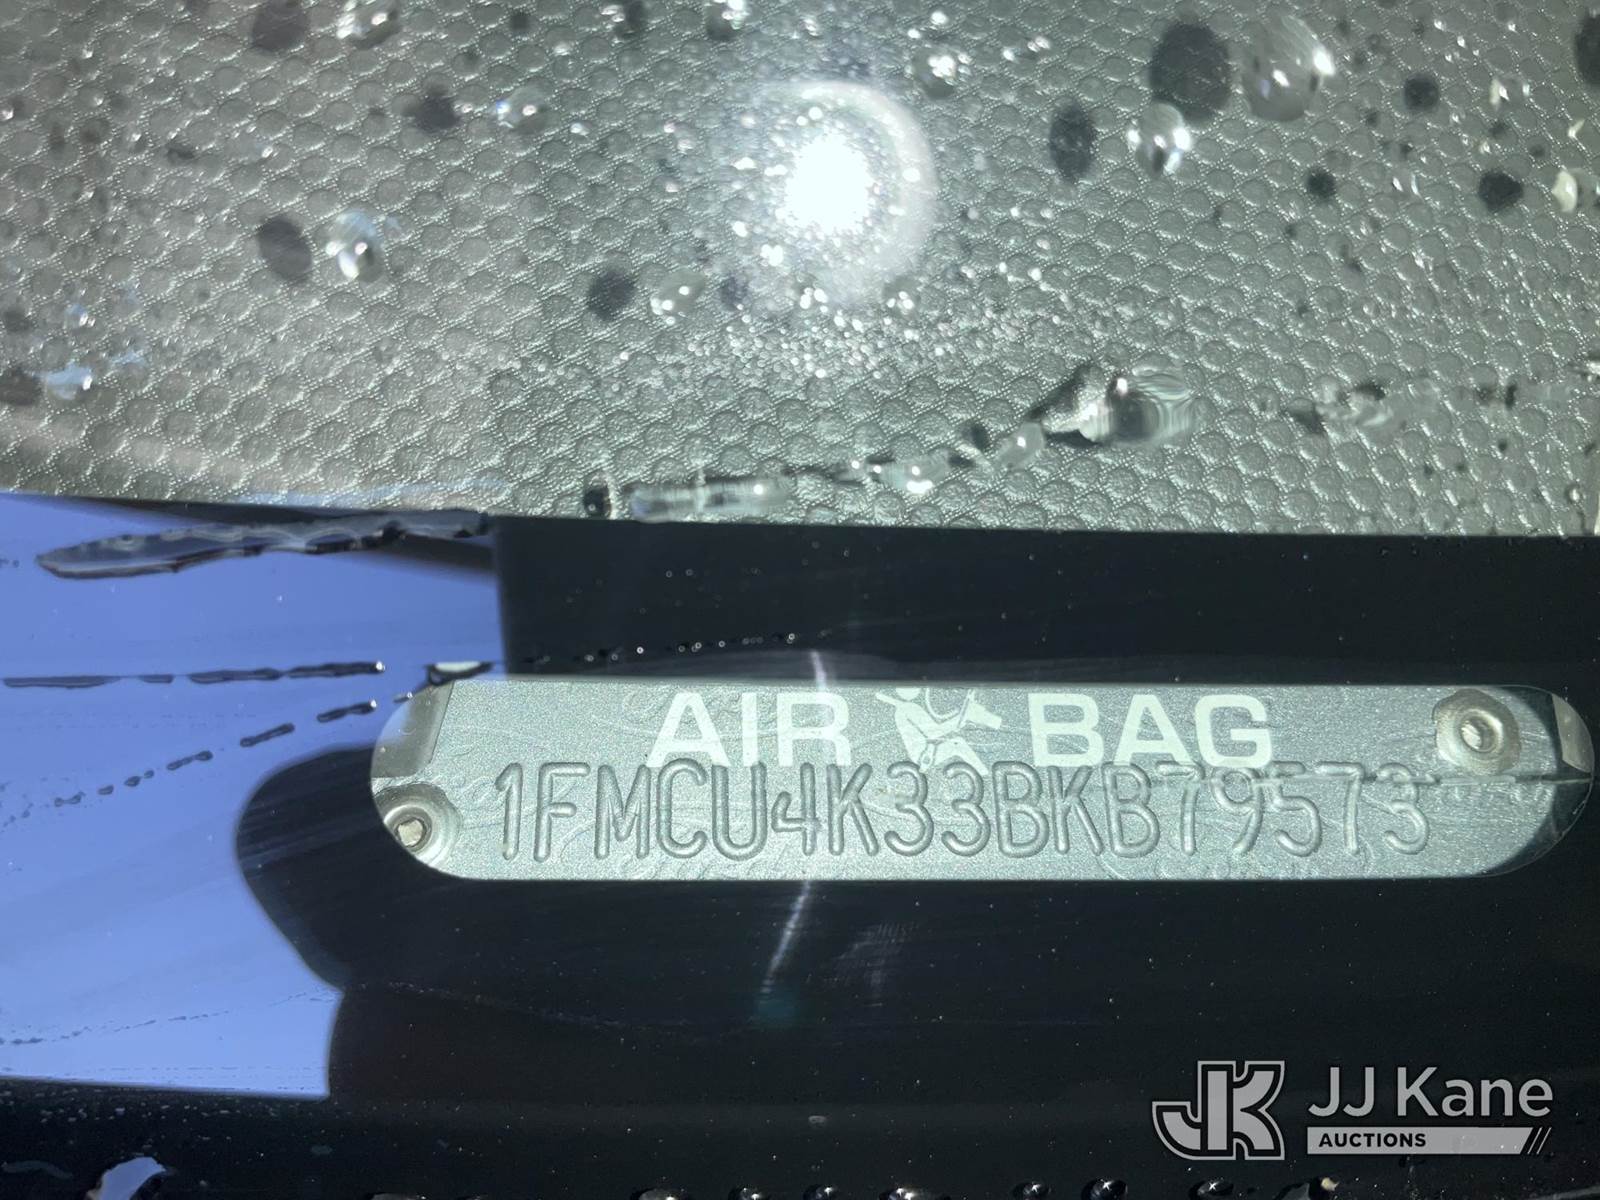 AIR BAG
1FMCU4K33BKB79573
JK JJ Kane
AUCTIONS